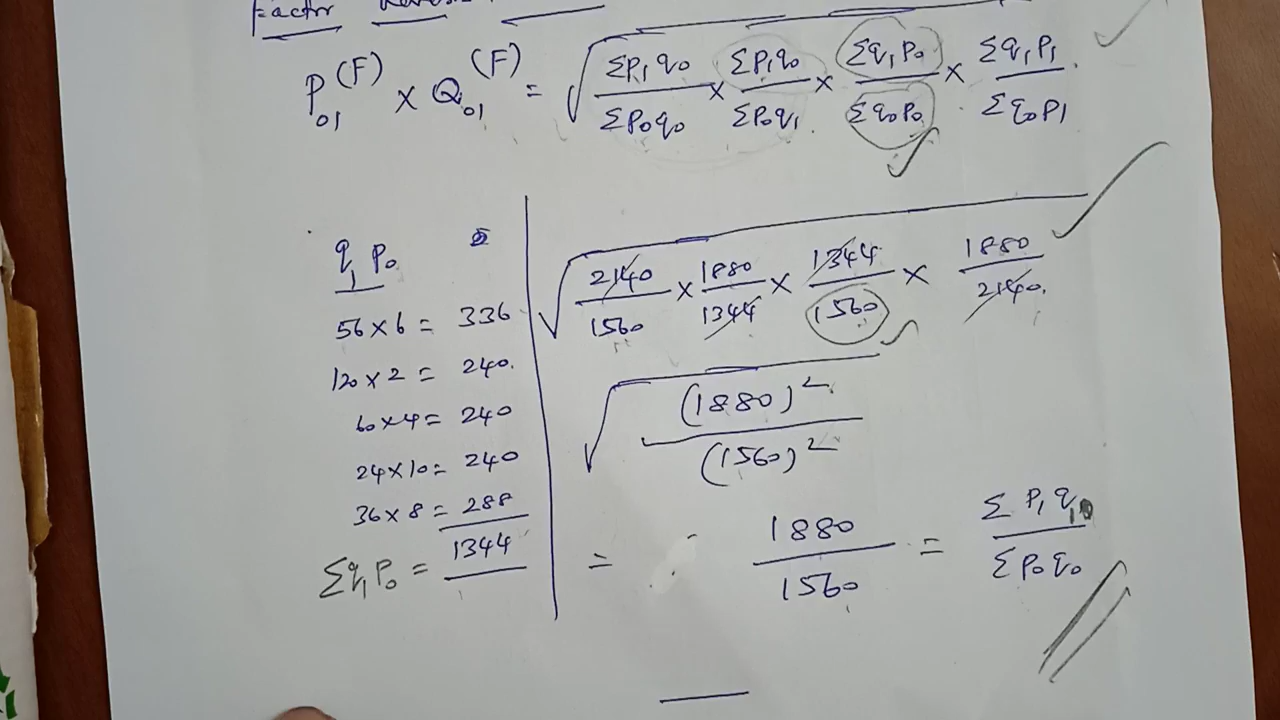 Factor
P₀₁^(F) × Q₀₁^(F) = √( Σp₁q₀/Σp₀q₀ × Σp₁q₀/Σp₀q₁ × Σq₁p₀/Σq₀p₀ × Σq₁p₁/Σq₀p₁ )
q₁ p₀
56 × 6 = 336
120 × 2 = 240.
60 × 4 = 240
24 × 10 = 240
36 × 8 = 288
Σq₁p₀ = 1344
√( 2140/1560 × 1880/1344 × 1344/1560 × 1880/2140. )
√( (1880)²/(1560)² )
= 1880/1560 = Σp₁q₁/Σp₀q₀